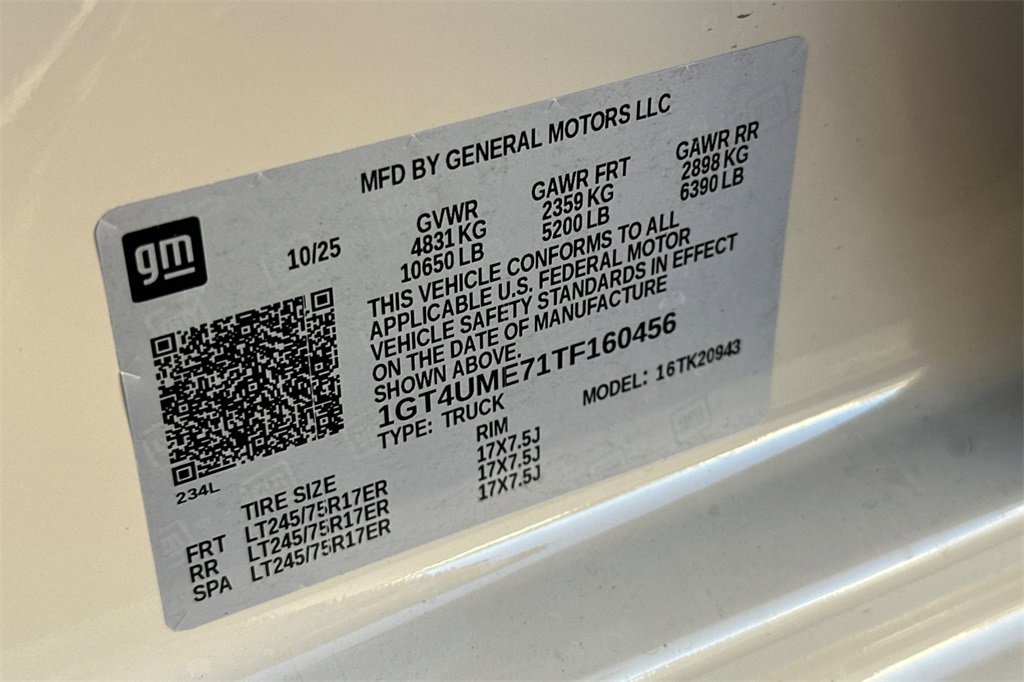 MFD BY GENERAL MOTORS LLC
gm
10/25
GVWR GAWR FRT GAWR RR
4831 KG 2359 KG 2898 KG
10650 LB 5200 LB 6390 LB
THIS VEHICLE CONFORMS TO ALL
APPLICABLE U.S. FEDERAL MOTOR
VEHICLE SAFETY STANDARDS IN EFFECT
ON THE DATE OF MANUFACTURE
SHOWN ABOVE.
1GT4UME71TF160456
TYPE: TRUCK MODEL: 16TK20943
234L
TIRE SIZE RIM
FRT LT245/75R17ER 17X7.5J
RR LT245/75R17ER 17X7.5J
SPA LT245/75R17ER 17X7.5J